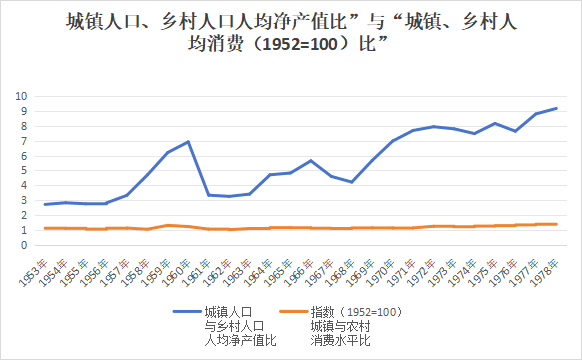 城镇人口、乡村人口人均净产值比”与“城镇、乡村人
均消费（1952=100）比”
10
9
8
7
6
5
4
3
2
1
0
1953年
1954年
1955年
1956年
1957年
1958年
1959年
1960年
1961年
1962年
1963年
1964年
1965年
1966年
1967年
1968年
1969年
1970年
1971年
1972年
1973年
1974年
1975年
1976年
1977年
1978年
城镇人口
与乡村人口
人均净产值比
指数（1952=100）
城镇与农村
消费水平比